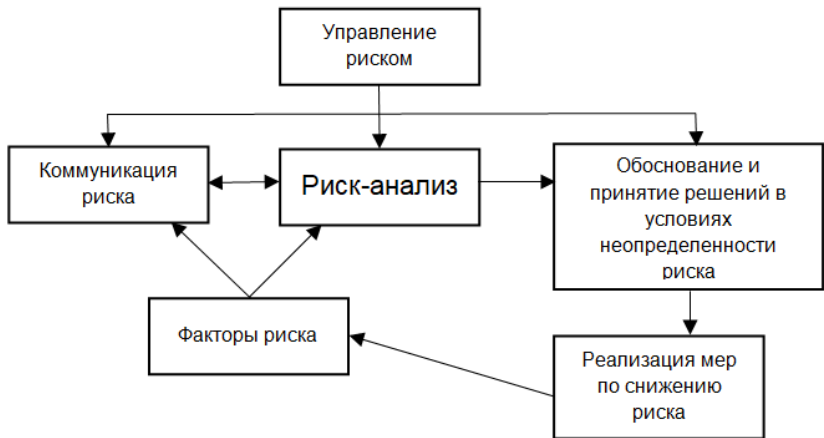 Управление
риском
Коммуникация
риска
Риск-анализ
Обоснование и
принятие решений в
условиях
неопределенности
риска
Факторы риска
Реализация мер
по снижению
риска